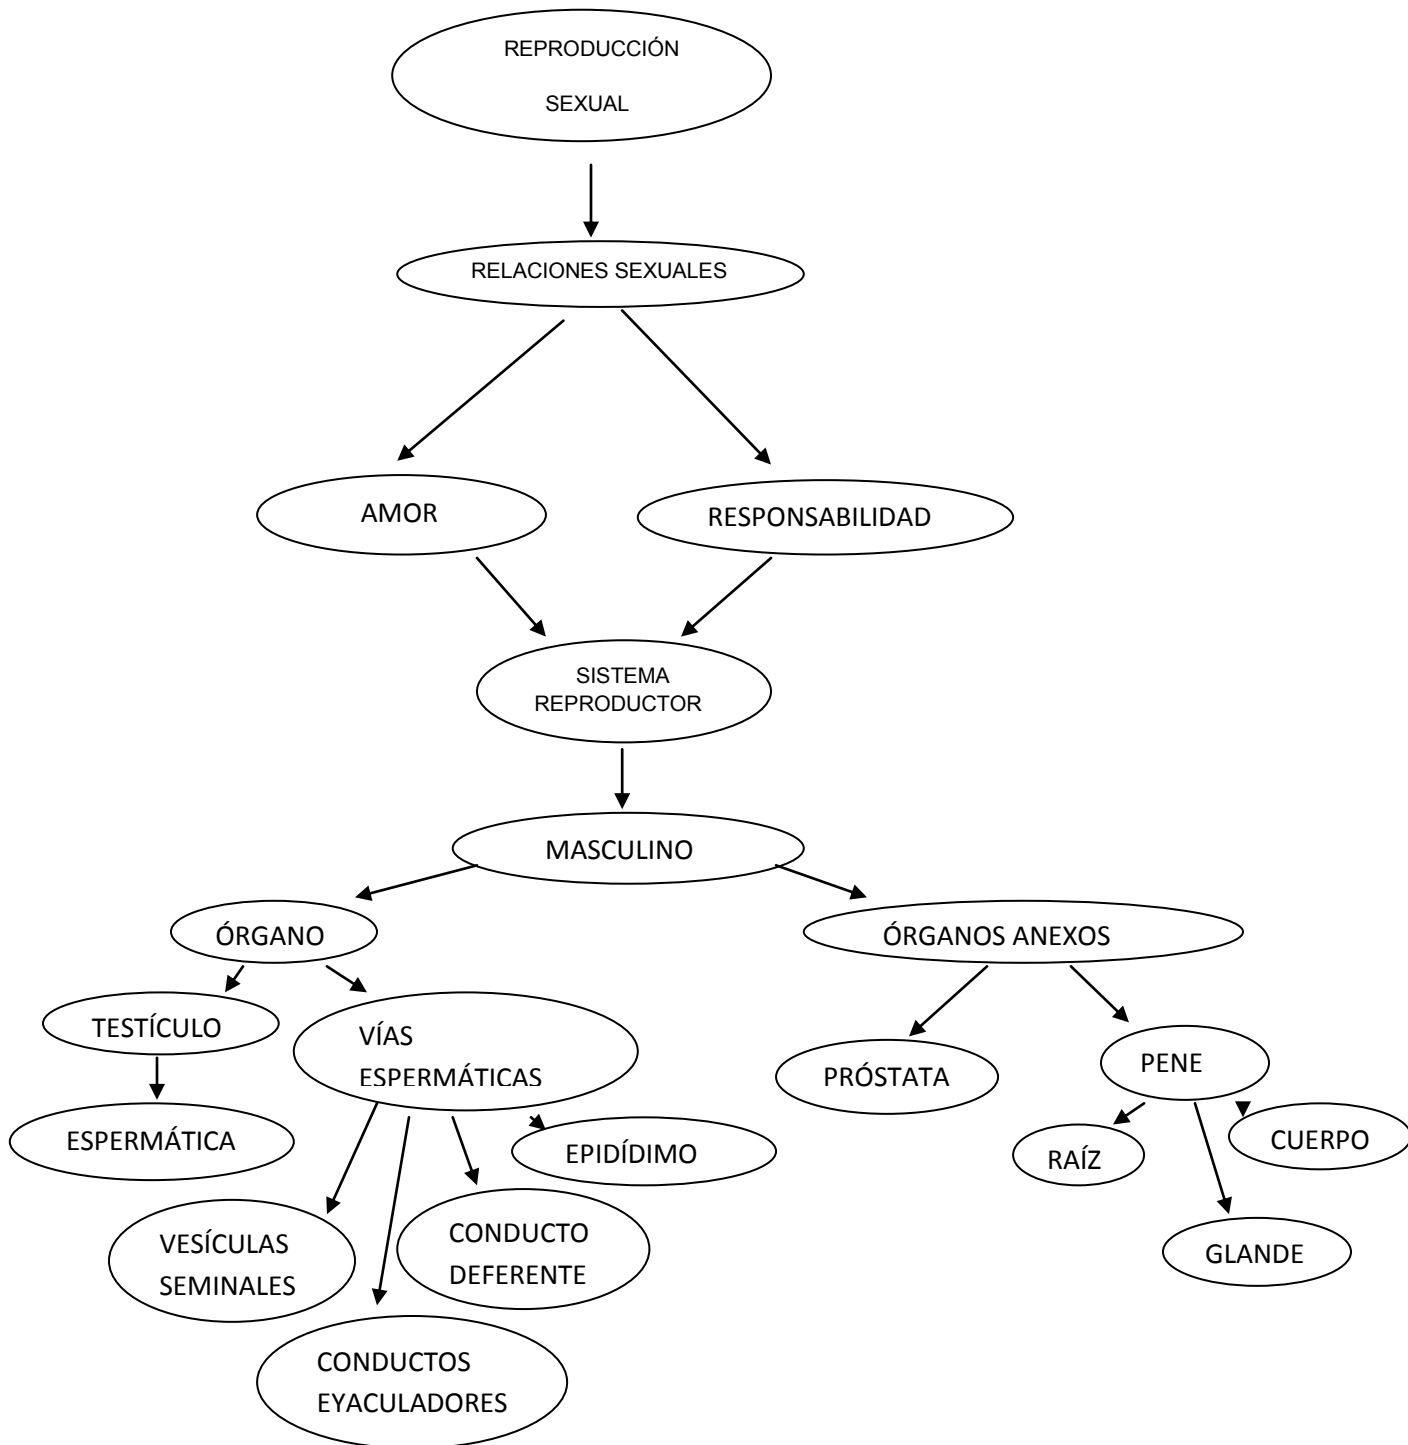 REPRODUCCIÓN
SEXUAL
RELACIONES SEXUALES
AMOR
RESPONSABILIDAD
SISTEMA
REPRODUCTOR
MASCULINO
ÓRGANO
ÓRGANOS ANEXOS
TESTÍCULO
VÍAS
ESPERMÁTICAS
PRÓSTATA
PENE
ESPERMÁTICA
EPIDÍDIMO
RAÍZ
CUERPO
VESÍCULAS
SEMINALES
CONDUCTO
DEFERENTE
GLANDE
CONDUCTOS
EYACULADORES